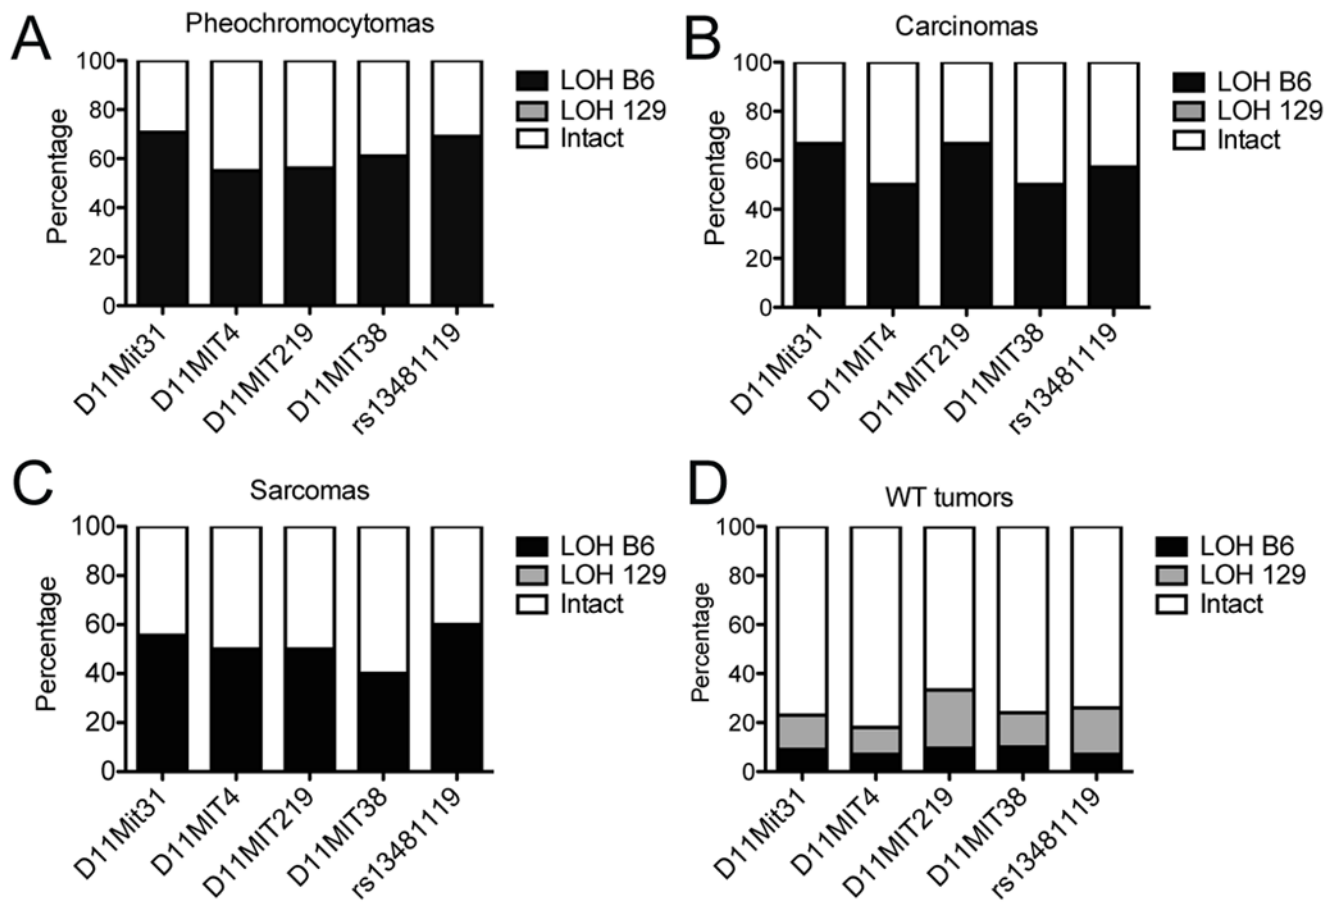 A
Pheochromocytomas
Percentage
100
80
60
40
20
0
D11Mit31
D11MIT4
D11MIT219
D11MIT38
rs13481119
LOH B6
LOH 129
Intact
B
Carcinomas
Percentage
100
80
60
40
20
0
D11Mit31
D11MIT4
D11MIT219
D11MIT38
rs13481119
LOH B6
LOH 129
Intact
C
Sarcomas
Percentage
100
80
60
40
20
0
D11Mit31
D11MIT4
D11MIT219
D11MIT38
rs13481119
LOH B6
LOH 129
Intact
D
WT tumors
Percentage
100
80
60
40
20
0
D11Mit31
D11MIT4
D11MIT219
D11MIT38
rs13481119
LOH B6
LOH 129
Intact